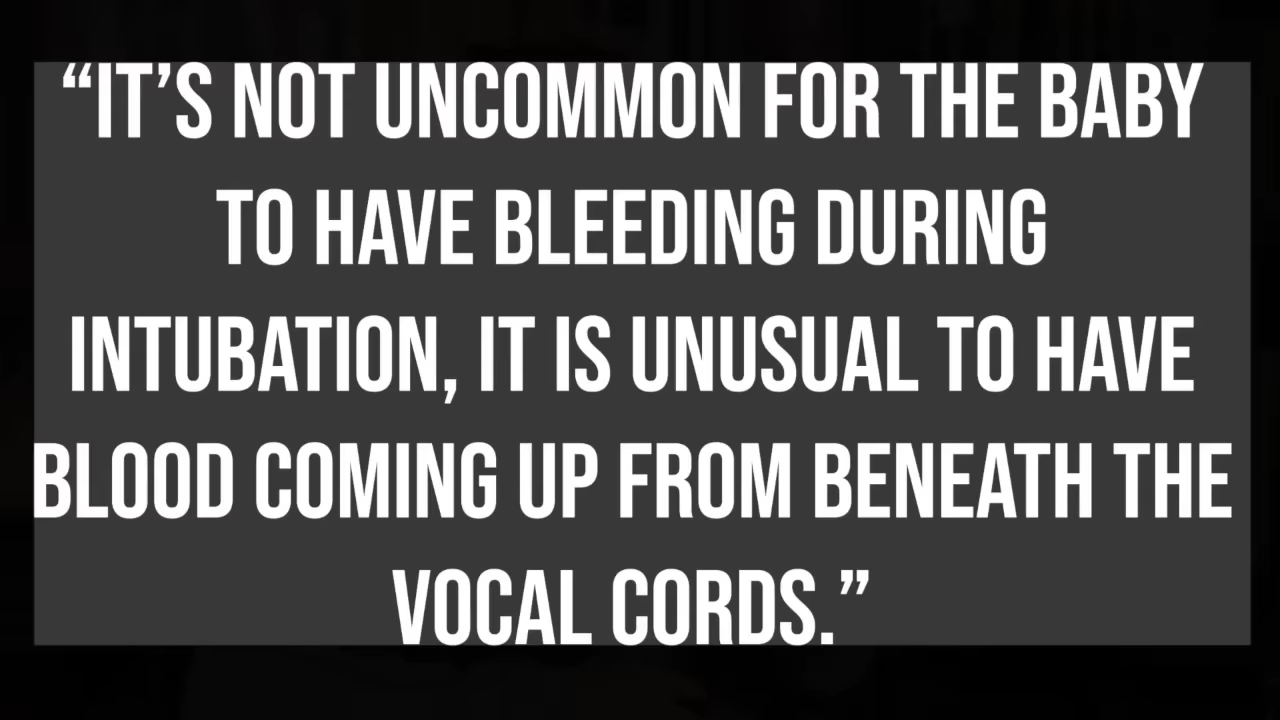 “IT’S NOT UNCOMMON FOR THE BABY
TO HAVE BLEEDING DURING
INTUBATION, IT IS UNUSUAL TO HAVE
BLOOD COMING UP FROM BENEATH THE
VOCAL CORDS.”